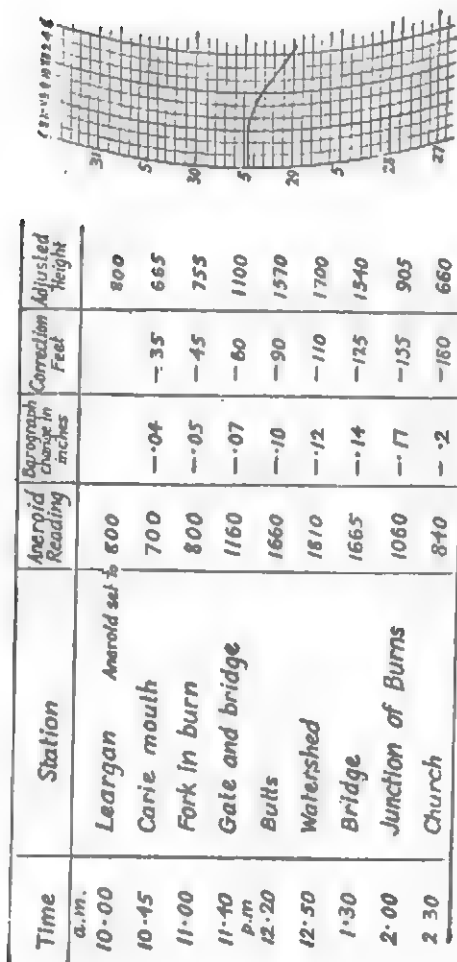 Time Station Aneroid Reading Barograph change in inches Correction Feet Adjusted Height
a.m.
10·00 Leargan Aneroid set to 800 800
10·45 Carie mouth 700 -·04 -35 665
11·00 Fork in burn 800 -·05 -45 755
11·40 Gate and bridge 1160 -·07 -60 1100
p.m
12·20 Butts 1660 -·10 -90 1570
12·50 Watershed 1810 -·12 -110 1700
1·30 Bridge 1665 -·14 -125 1540
2·00 Junction of Burns 1060 -·17 -155 905
2 30 Church 840 -·2 -180 660
31
5
30
5
29
5
28
27